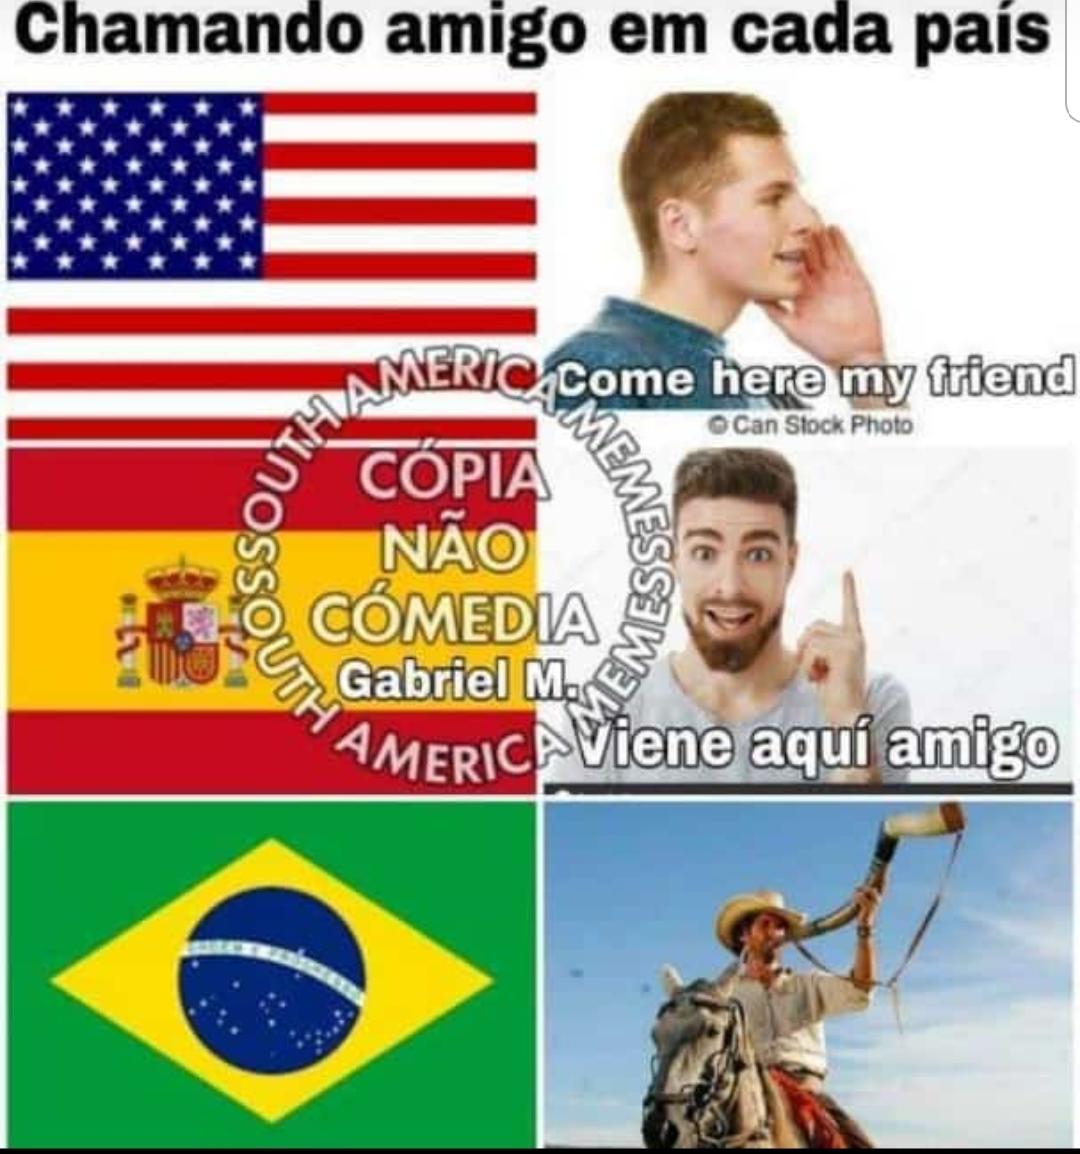 Chamando amigo em cada país
Come here my friend
© Can Stock Photo
SOUTH AMERICA MEMES
CÓPIA
NÃO
CÓMEDIA
Gabriel M.
SOUTH AMERICA MEMES
Viene aquí amigo